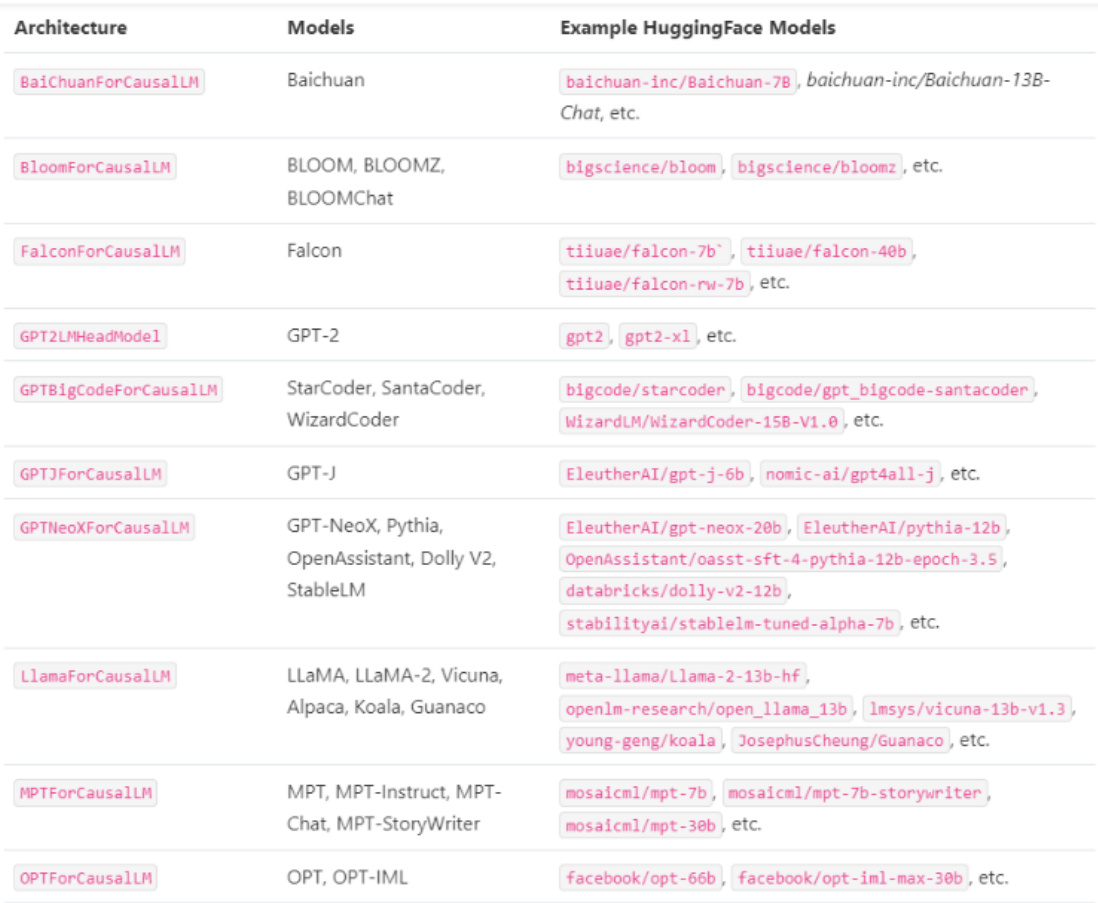 Architecture Models Example HuggingFace Models
BaiChuanForCausalLM Baichuan baichuan-inc/Baichuan-7B, baichuan-inc/Baichuan-13B-
Chat, etc.
BloomForCausalLM BLOOM, BLOOMZ, bigscience/bloom, bigscience/bloomz, etc.
BLOOMChat
FalconForCausalLM Falcon tiiuae/falcon-7b`, tiiuae/falcon-40b,
tiiuae/falcon-rw-7b, etc.
GPT2LMHeadModel GPT-2 gpt2, gpt2-xl, etc.
GPTBigCodeForCausalLM StarCoder, SantaCoder, bigcode/starcoder, bigcode/gpt_bigcode-santacoder,
WizardCoder WizardLM/WizardCoder-15B-V1.0, etc.
GPTJForCausalLM GPT-J EleutherAI/gpt-j-6b, nomic-ai/gpt4all-j, etc.
GPTNeoXForCausalLM GPT-NeoX, Pythia, EleutherAI/gpt-neox-20b, EleutherAI/pythia-12b,
OpenAssistant, Dolly V2, OpenAssistant/oasst-sft-4-pythia-12b-epoch-3.5,
StableLM databricks/dolly-v2-12b,
stabilityai/stablelm-tuned-alpha-7b, etc.
LlamaForCausalLM LLaMA, LLaMA-2, Vicuna, meta-llama/Llama-2-13b-hf,
Alpaca, Koala, Guanaco openlm-research/open_llama_13b, lmsys/vicuna-13b-v1.3,
young-geng/koala, JosephusCheung/Guanaco, etc.
MPTForCausalLM MPT, MPT-Instruct, MPT- mosaicml/mpt-7b, mosaicml/mpt-7b-storywriter,
Chat, MPT-StoryWriter mosaicml/mpt-30b, etc.
OPTForCausalLM OPT, OPT-IML facebook/opt-66b, facebook/opt-iml-max-30b, etc.